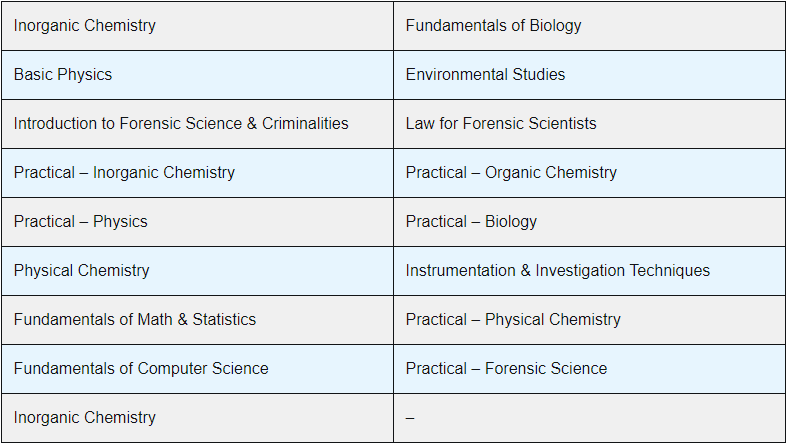 Inorganic Chemistry
Fundamentals of Biology
Basic Physics
Environmental Studies
Introduction to Forensic Science & Criminalities
Law for Forensic Scientists
Practical – Inorganic Chemistry
Practical – Organic Chemistry
Practical – Physics
Practical – Biology
Physical Chemistry
Instrumentation & Investigation Techniques
Fundamentals of Math & Statistics
Practical – Physical Chemistry
Fundamentals of Computer Science
Practical – Forensic Science
Inorganic Chemistry
–